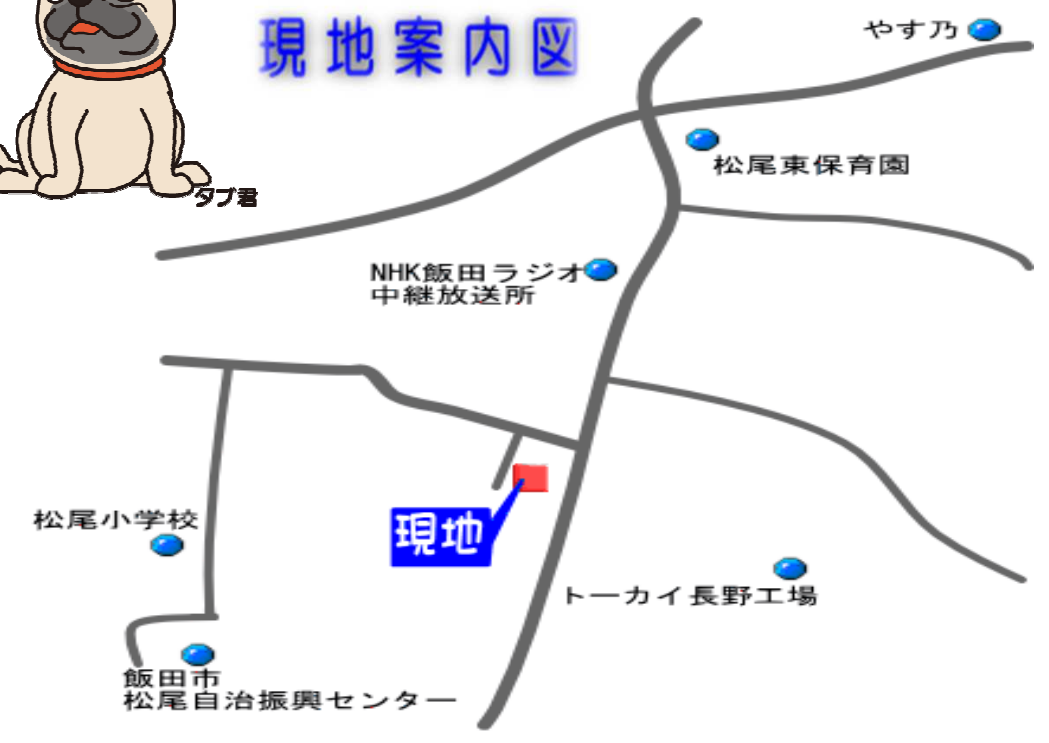 現地案内図
やす乃
松尾東保育園
タブ君
NHK飯田ラジオ
中継放送所
松尾小学校
現地
トーカイ長野工場
飯田市
松尾自治振興センター